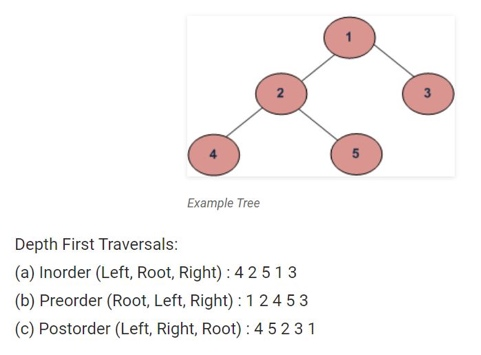 1
2
3
4
5
Example Tree
Depth First Traversals:
(a) Inorder (Left, Root, Right) : 4 2 5 1 3
(b) Preorder (Root, Left, Right) : 1 2 4 5 3
(c) Postorder (Left, Right, Root) : 4 5 2 3 1